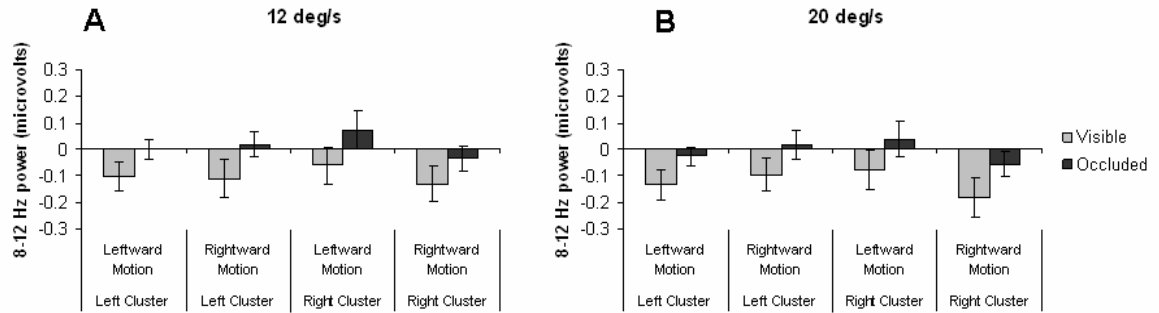 A
12 deg/s
8-12 Hz power (microvolts)
0.3
0.2
0.1
0
-0.1
-0.2
-0.3
Leftward Motion
Rightward Motion
Leftward Motion
Rightward Motion
Left Cluster
Left Cluster
Right Cluster
Right Cluster
B
20 deg/s
8-12 Hz power (microvolts)
0.3
0.2
0.1
0
-0.1
-0.2
-0.3
Leftward Motion
Rightward Motion
Leftward Motion
Rightward Motion
Left Cluster
Left Cluster
Right Cluster
Right Cluster
Visible
Occluded